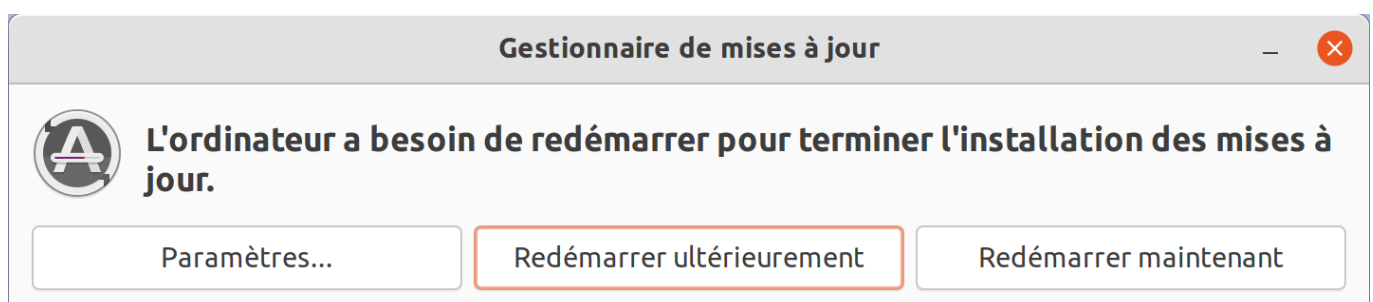 Gestionnaire de mises à jour
L'ordinateur a besoin de redémarrer pour terminer l'installation des mises à
jour.
Paramètres... Redémarrer ultérieurement Redémarrer maintenant